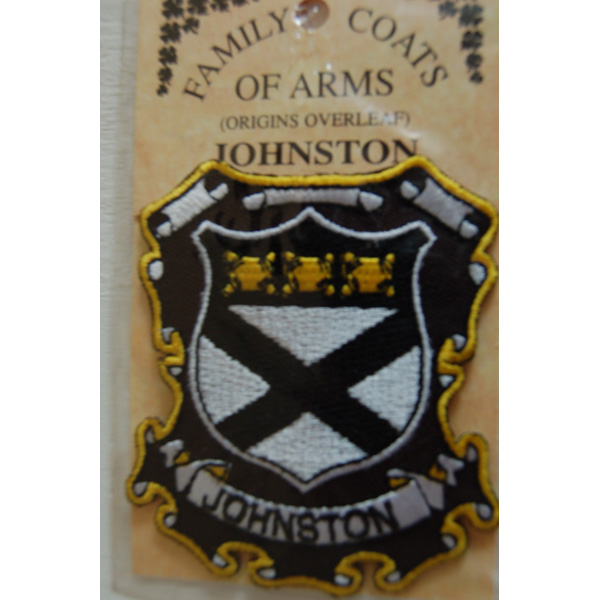 FAMILY COATS
OF ARMS
(ORIGINS OVERLEAF)
JOHNSTON
JOHNSTON